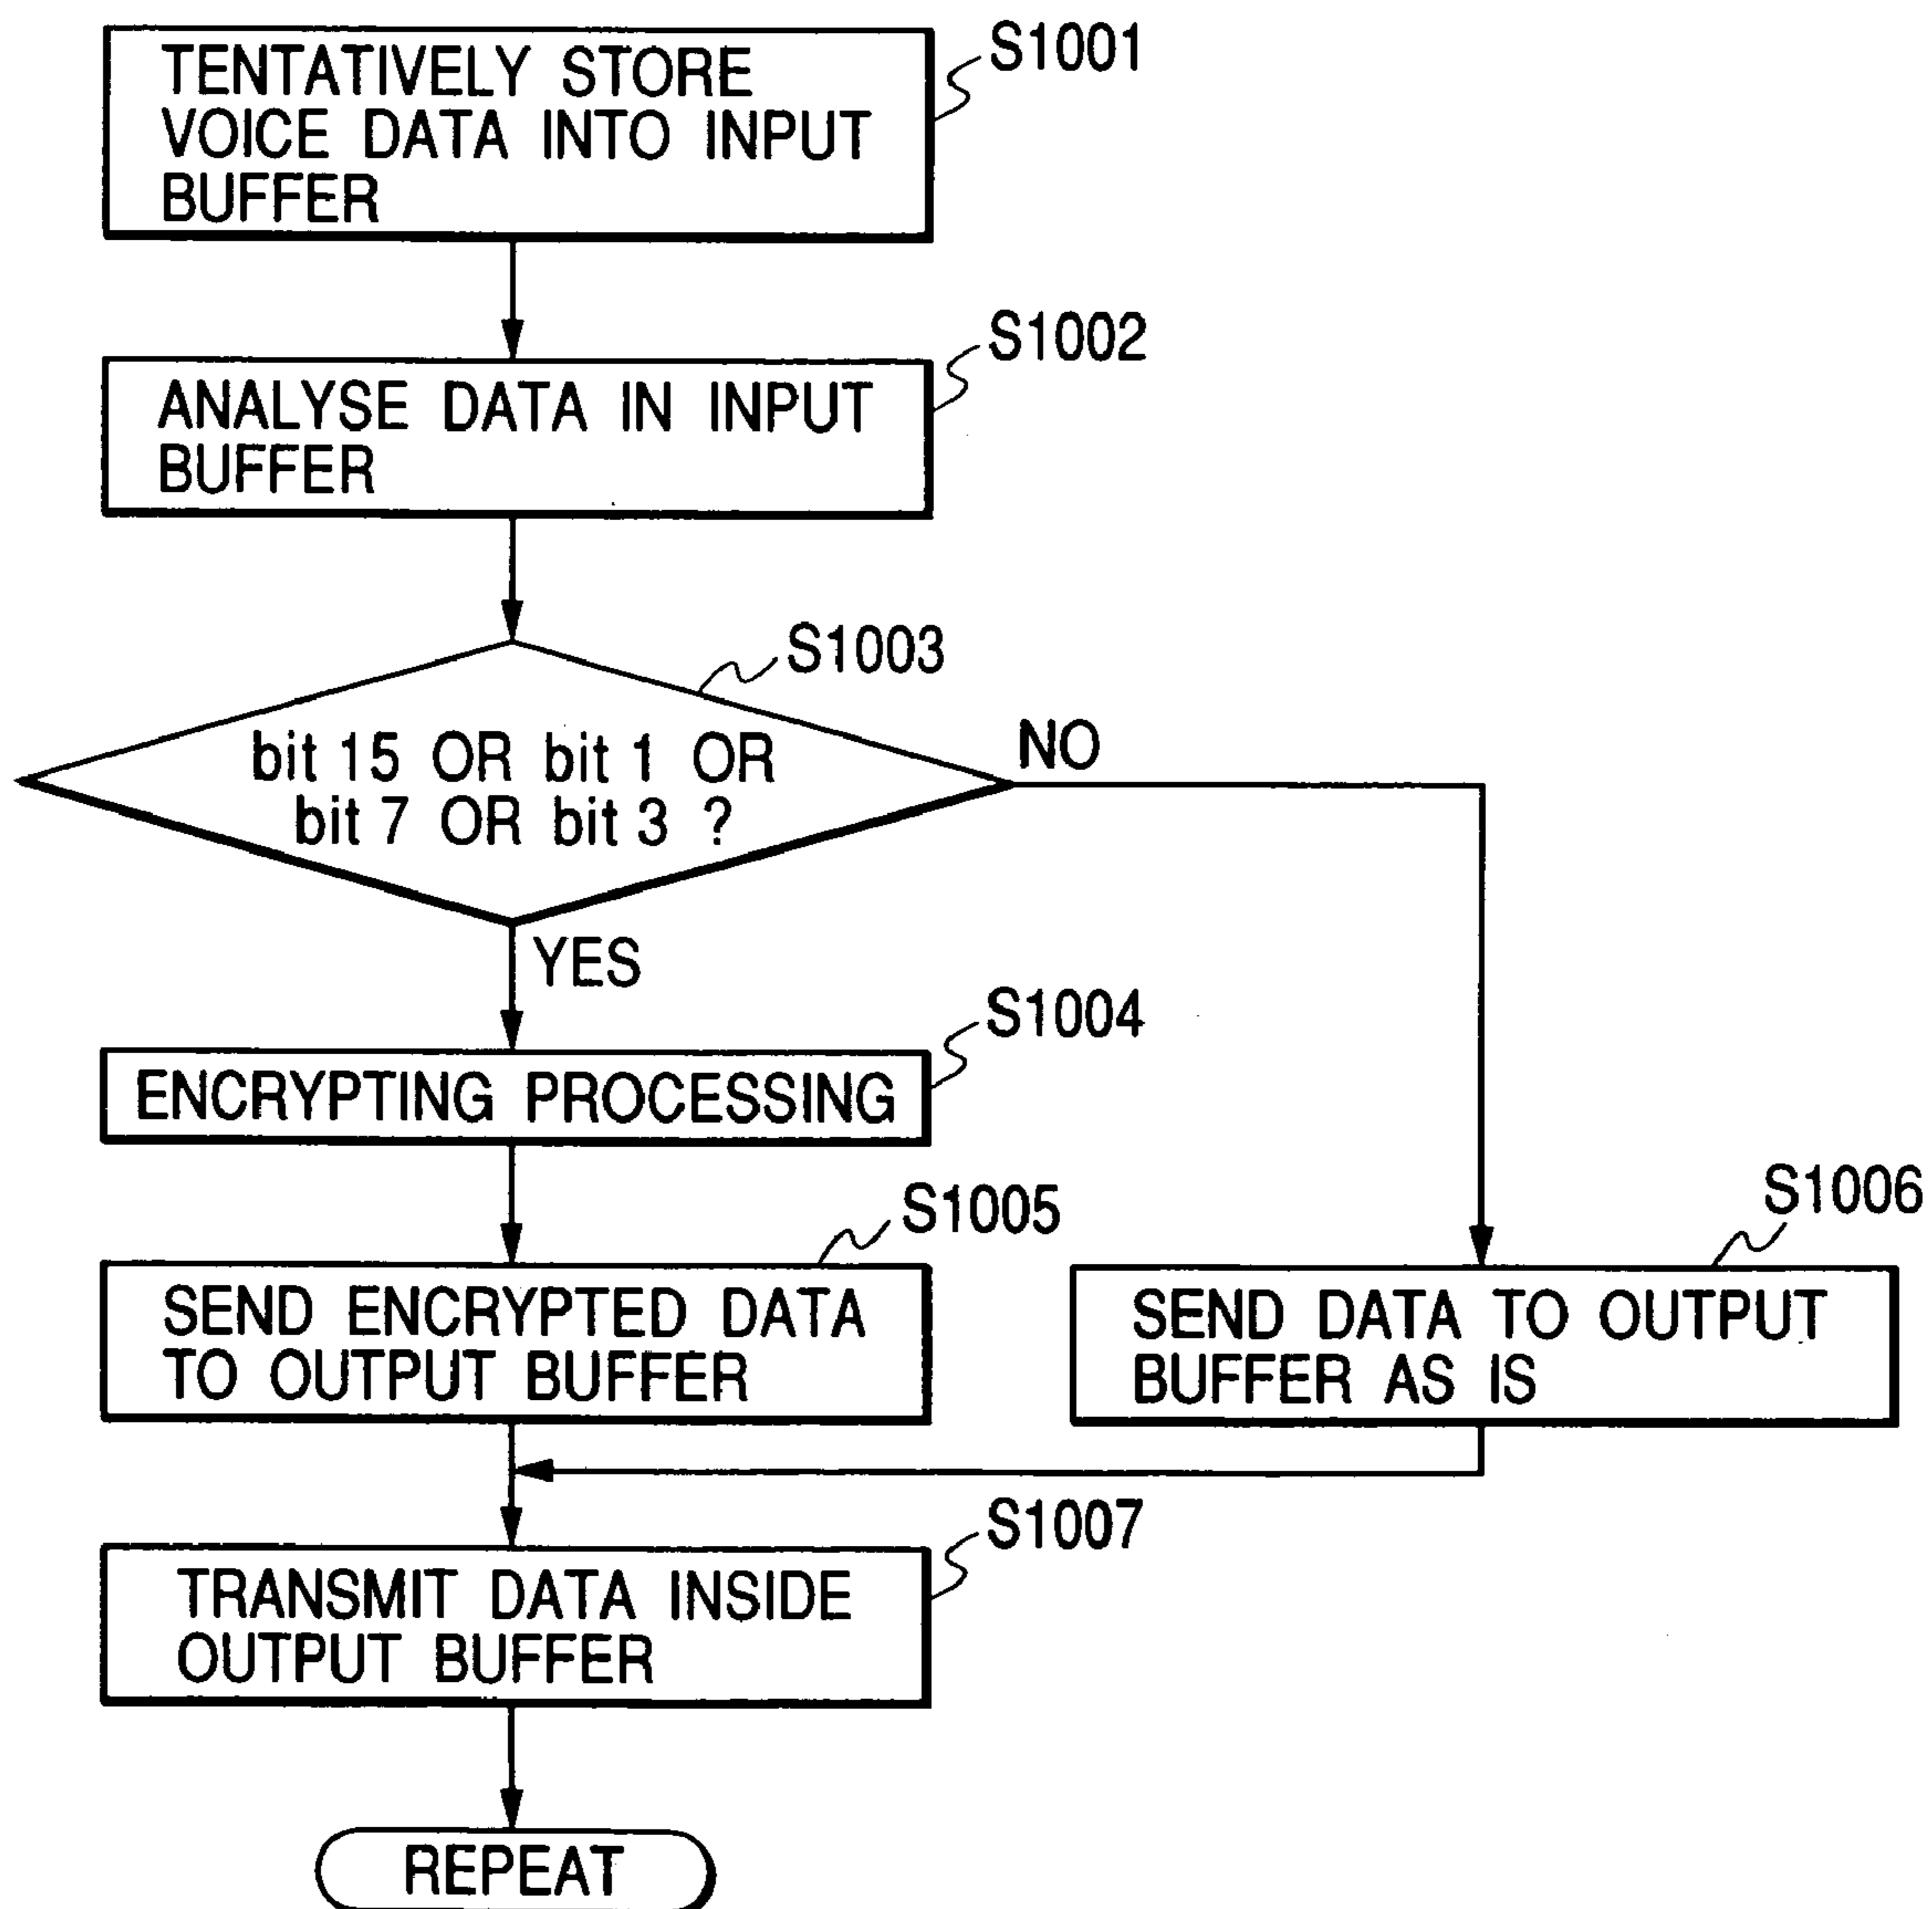 TENTATIVELY STORE
VOICE DATA INTO INPUT
BUFFER
S1001
ANALYSE DATA IN INPUT
BUFFER
S1002
S1003
bit 15 OR bit 1 OR
bit 7 OR bit 3 ?
NO
YES
S1004
ENCRYPTING PROCESSING
S1005
SEND ENCRYPTED DATA
TO OUTPUT BUFFER
S1006
SEND DATA TO OUTPUT
BUFFER AS IS
S1007
TRANSMIT DATA INSIDE
OUTPUT BUFFER
REPEAT